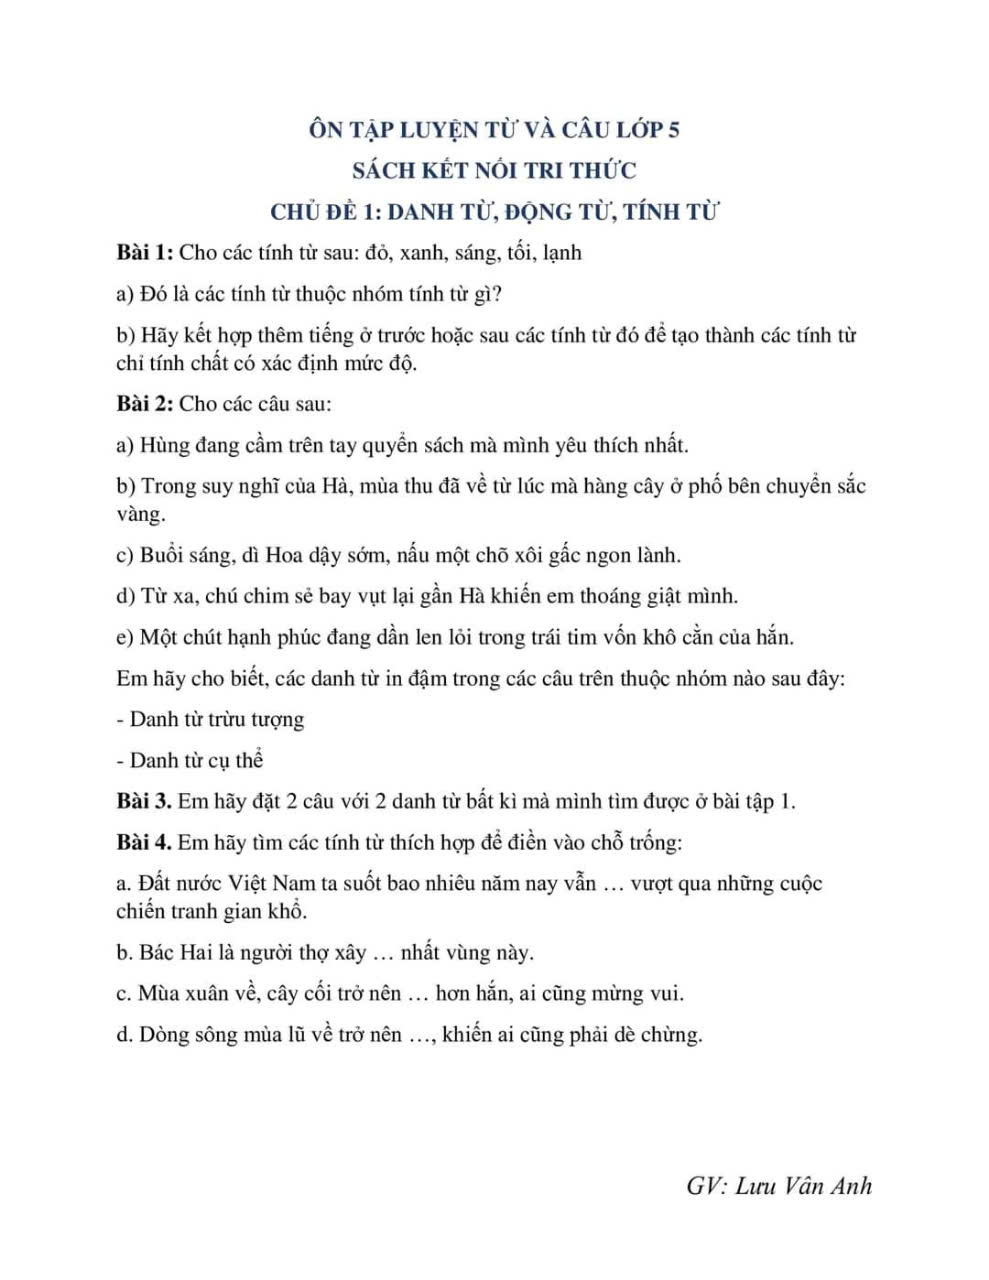 ÔN TẬP LUYỆN TỪ VÀ CÂU LỚP 5
SÁCH KẾT NỐI TRI THỨC
CHỦ ĐỀ 1: DANH TỪ, ĐỘNG TỪ, TÍNH TỪ
Bài 1: Cho các tính từ sau: đỏ, xanh, sáng, tối, lạnh
a) Đó là các tính từ thuộc nhóm tính từ gì?
b) Hãy kết hợp thêm tiếng ở trước hoặc sau các tính từ đó để tạo thành các tính từ
chỉ tính chất có xác định mức độ.
Bài 2: Cho các câu sau:
a) Hùng đang cầm trên tay quyển sách mà mình yêu thích nhất.
b) Trong suy nghĩ của Hà, mùa thu đã về từ lúc mà hàng cây ở phố bên chuyển sắc
vàng.
c) Buổi sáng, dì Hoa dậy sớm, nấu một chõ xôi gấc ngon lành.
d) Từ xa, chú chim sẻ bay vụt lại gần Hà khiến em thoáng giật mình.
e) Một chút hạnh phúc đang dần len lỏi trong trái tim vốn khô cằn của hắn.
Em hãy cho biết, các danh từ in đậm trong các câu trên thuộc nhóm nào sau đây:
- Danh từ trừu tượng
- Danh từ cụ thể
Bài 3. Em hãy đặt 2 câu với 2 danh từ bất kì mà mình tìm được ở bài tập 1.
Bài 4. Em hãy tìm các tính từ thích hợp để điền vào chỗ trống:
a. Đất nước Việt Nam ta suốt bao nhiêu năm nay vẫn … vượt qua những cuộc
chiến tranh gian khổ.
b. Bác Hai là người thợ xây … nhất vùng này.
c. Mùa xuân về, cây cối trở nên … hơn hẳn, ai cũng mừng vui.
d. Dòng sông mùa lũ về trở nên …, khiến ai cũng phải dè chừng.
GV: Lưu Vân Anh